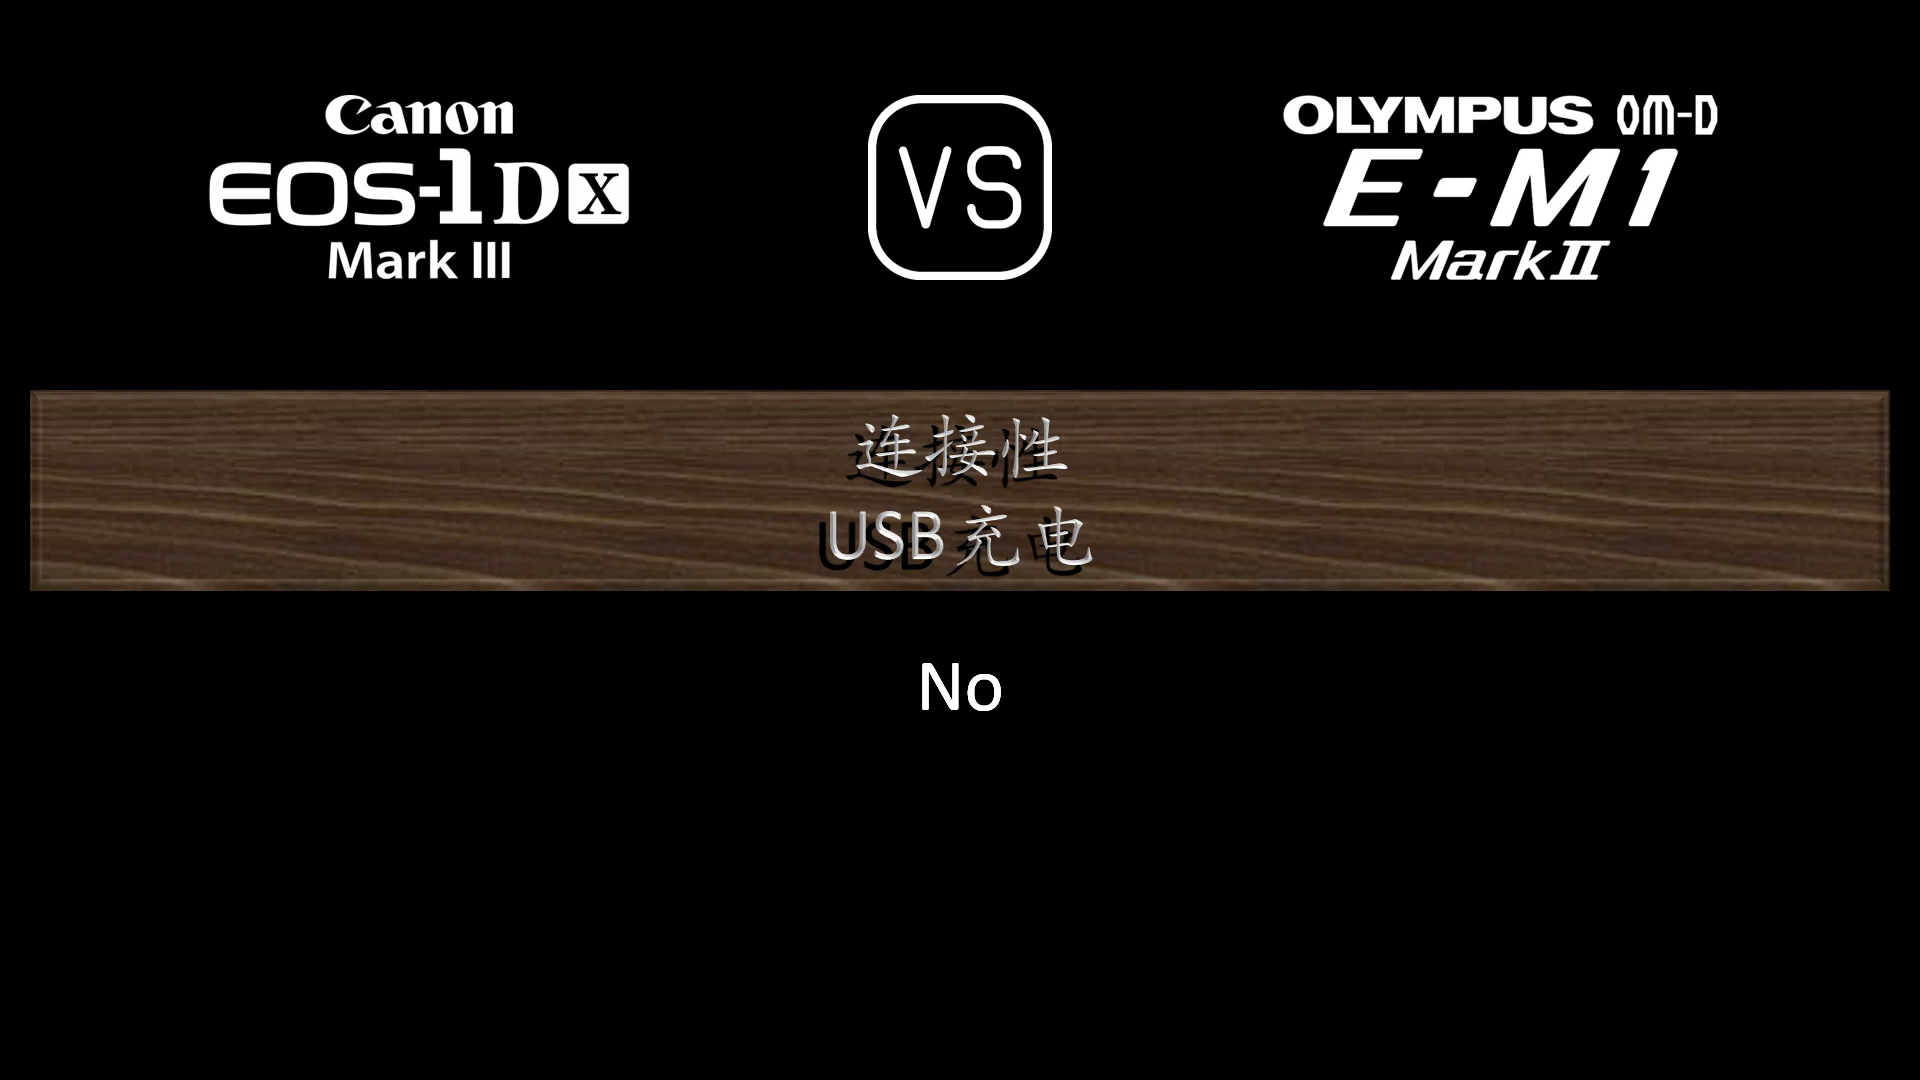 Canon
EOS-1D X
Mark III
VS
OLYMPUS OM-D
E-M1
Mark II
连接性
USB充电
No